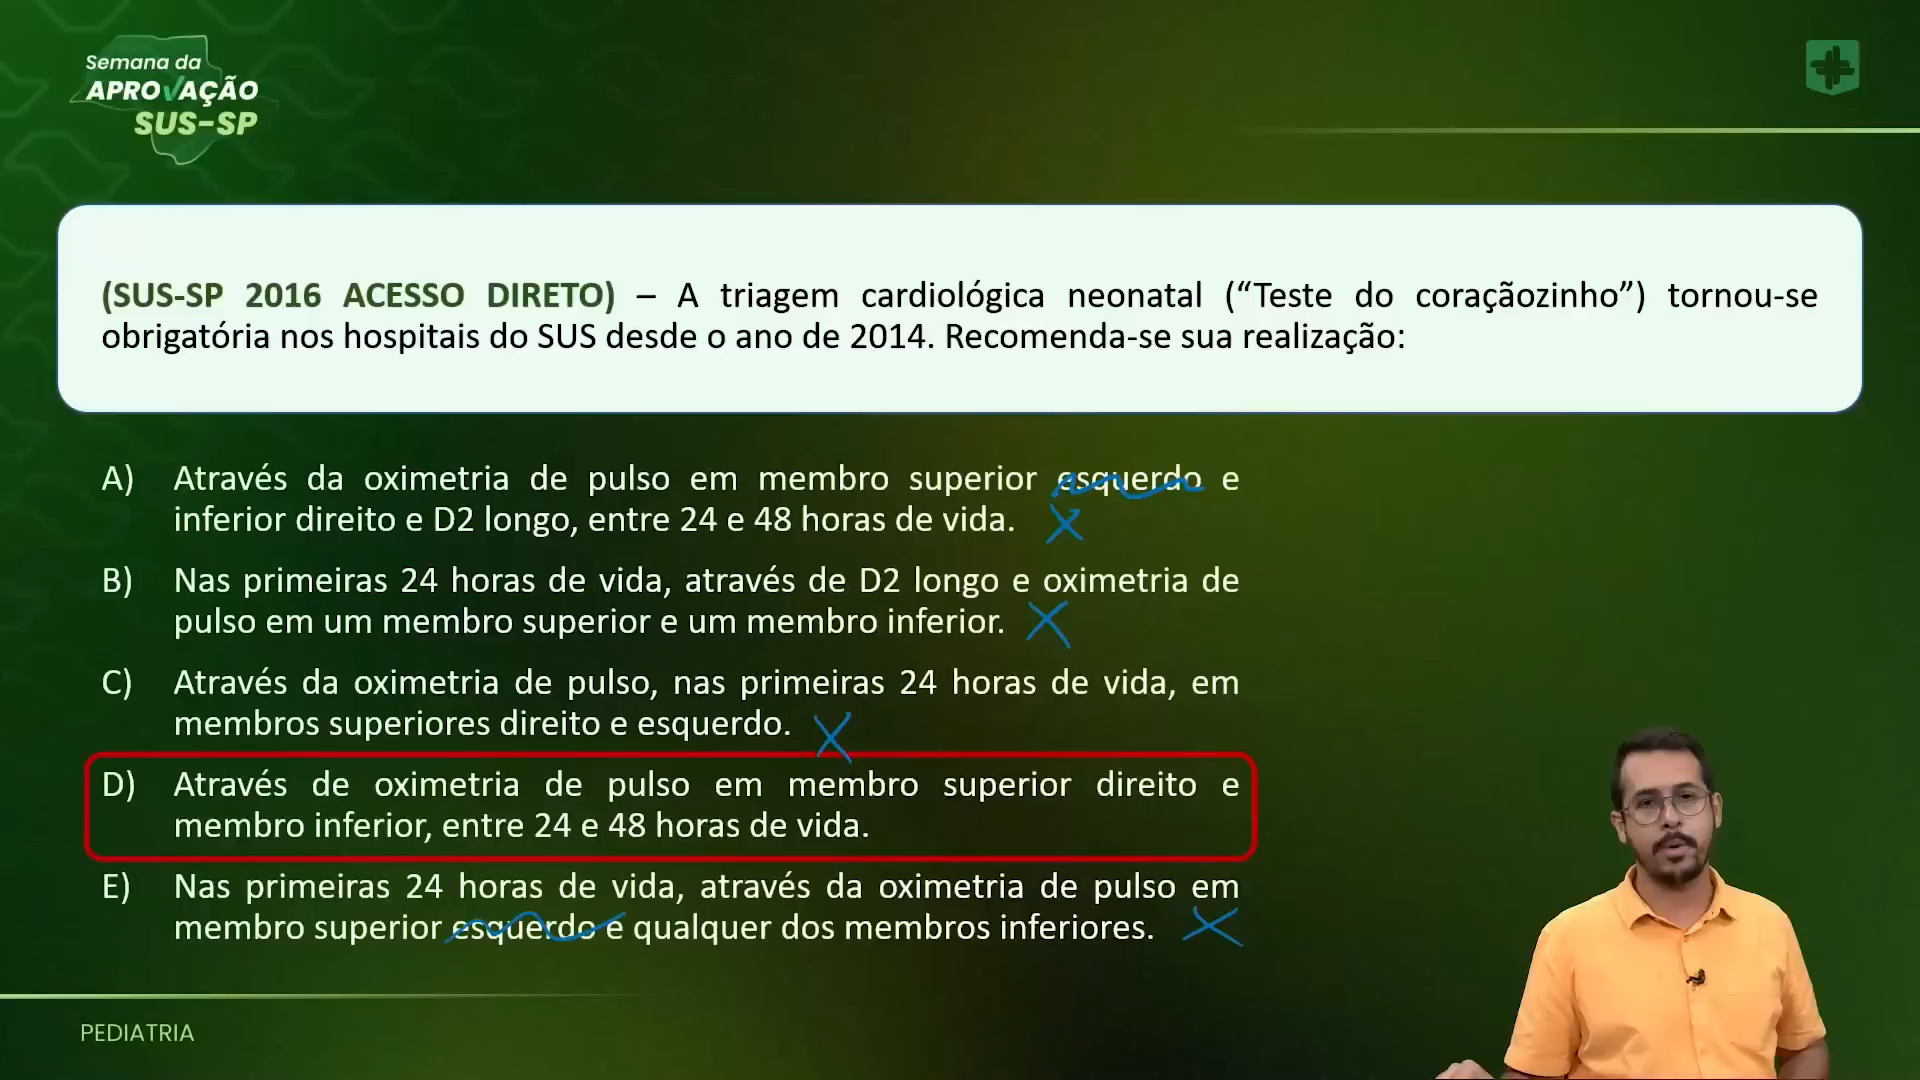 Semana da
APROVAÇÃO
SUS-SP
(SUS-SP 2016 ACESSO DIRETO) – A triagem cardiológica neonatal (“Teste do coraçãozinho”) tornou-se
obrigatória nos hospitais do SUS desde o ano de 2014. Recomenda-se sua realização:
A) Através da oximetria de pulso em membro superior esquerdo e
inferior direito e D2 longo, entre 24 e 48 horas de vida.
B) Nas primeiras 24 horas de vida, através de D2 longo e oximetria de
pulso em um membro superior e um membro inferior.
C) Através da oximetria de pulso, nas primeiras 24 horas de vida, em
membros superiores direito e esquerdo.
D) Através de oximetria de pulso em membro superior direito e
membro inferior, entre 24 e 48 horas de vida.
E) Nas primeiras 24 horas de vida, através da oximetria de pulso em
membro superior esquerdo e qualquer dos membros inferiores.
PEDIATRIA